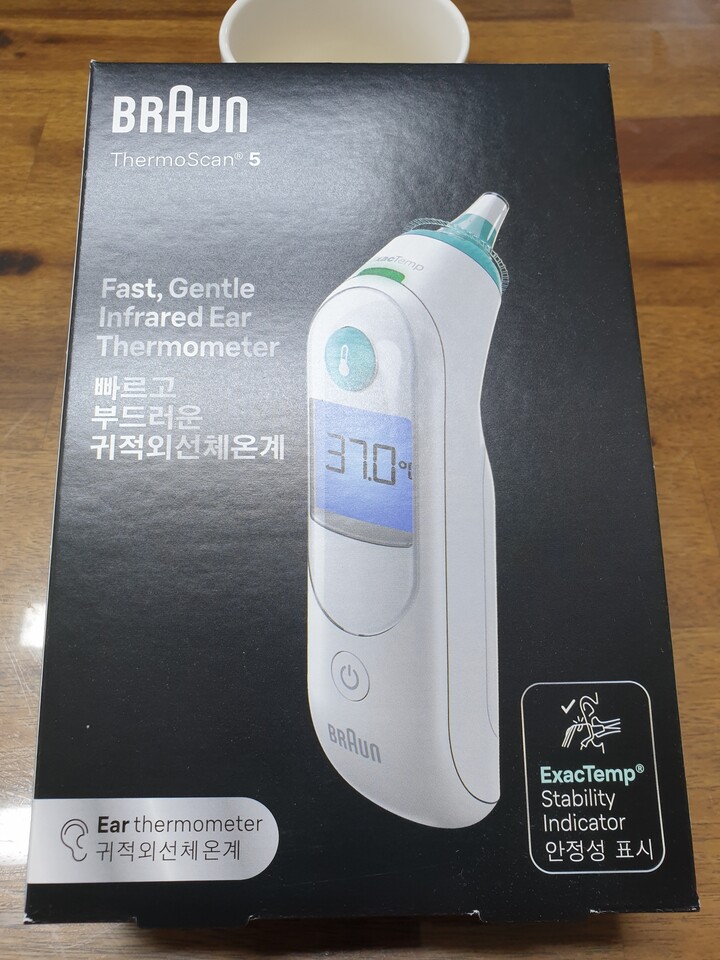 BRAUN
ThermoScan® 5
Fast, Gentle
Infrared Ear
Thermometer
빠르고
부드러운
귀적외선체온계
ExacTemp
37.0°C
BRAUN
Ear thermometer
귀적외선체온계
ExacTemp®
Stability
Indicator
안정성 표시